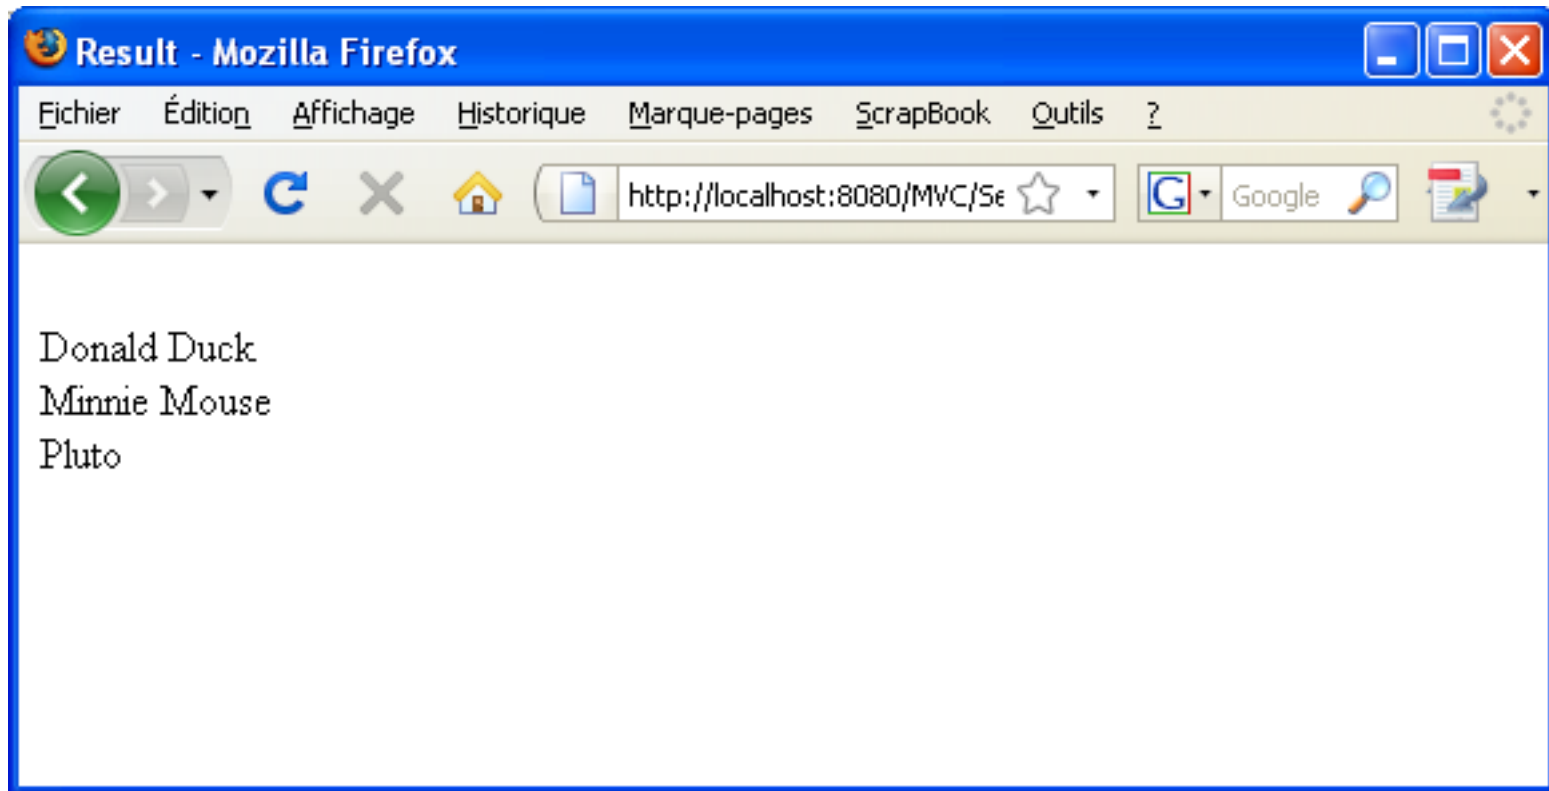 Result - Mozilla Firefox
Fichier Édition Affichage Historique Marque-pages ScrapBook Outils ?
http://localhost:8080/MVC/Se G Google
Donald Duck
Minnie Mouse
Pluto